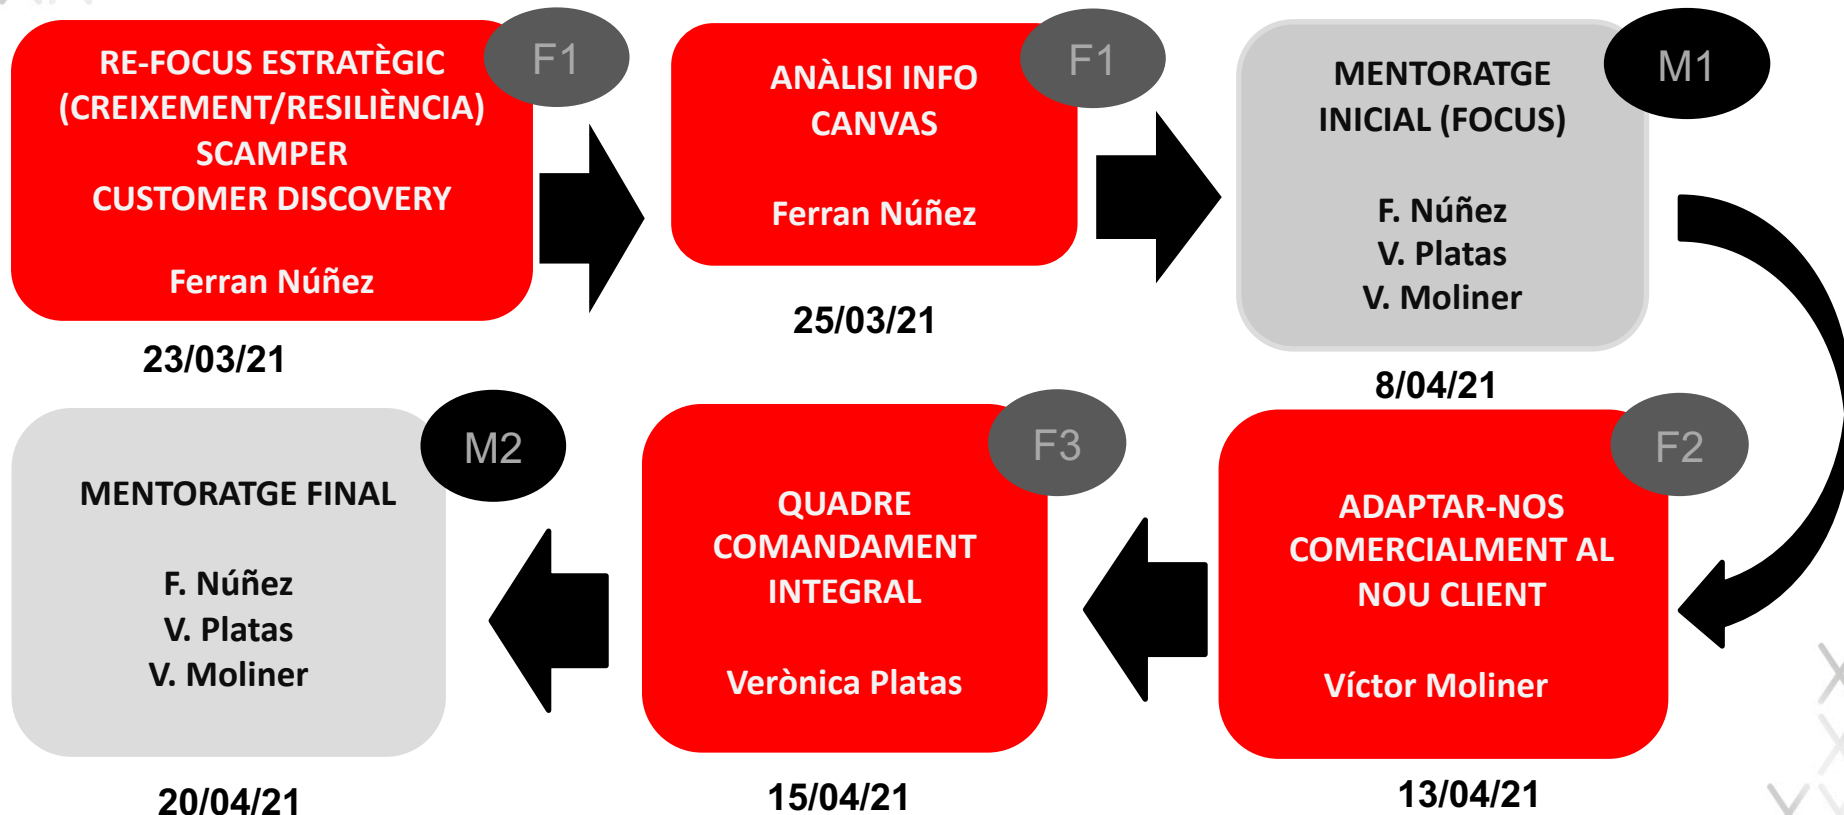 RE-FOCUS ESTRATÈGIC
(CREIXEMENT/RESILIÈNCIA)
SCAMPER
CUSTOMER DISCOVERY
Ferran Núñez
F1
23/03/21
ANÀLISI INFO
CANVAS
Ferran Núñez
F1
25/03/21
MENTORATGE
INICIAL (FOCUS)
F. Núñez
V. Platas
V. Moliner
M1
8/04/21
ADAPTAR-NOS
COMERCIALMENT AL
NOU CLIENT
Víctor Moliner
F2
13/04/21
QUADRE
COMANDAMENT
INTEGRAL
Verònica Platas
F3
15/04/21
MENTORATGE FINAL
F. Núñez
V. Platas
V. Moliner
M2
20/04/21